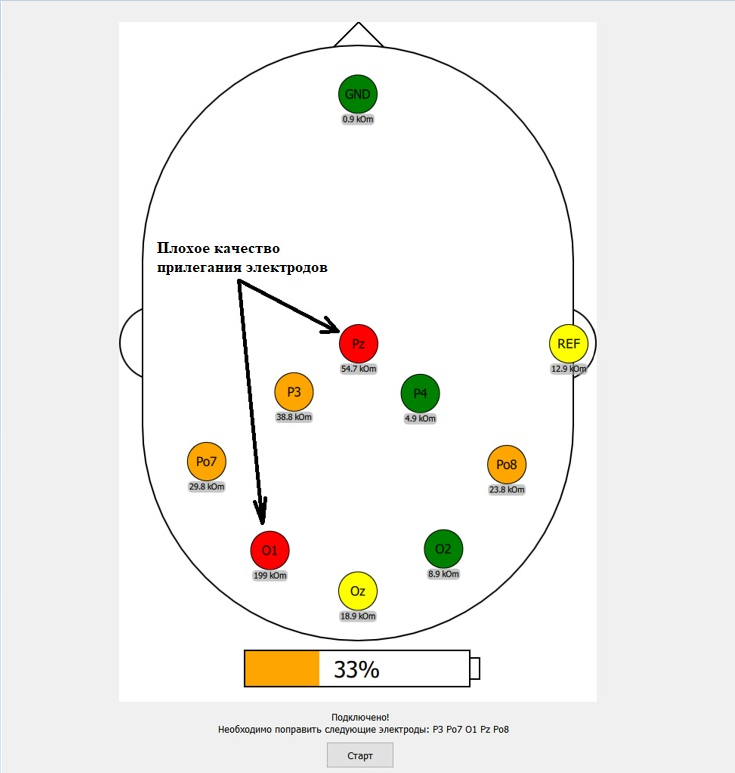 GND
0.9 kOm
Плохое качество
прилегания электродов
Pz
54.7 kOm
REF
12.9 kOm
P3
38.8 kOm
P4
4.9 kOm
Po7
29.8 kOm
Po8
23.8 kOm
O1
199 kOm
O2
8.9 kOm
Oz
18.9 kOm
33%
Подключено!
Необходимо поправить следующие электроды: P3 Po7 O1 Pz Po8
Старт